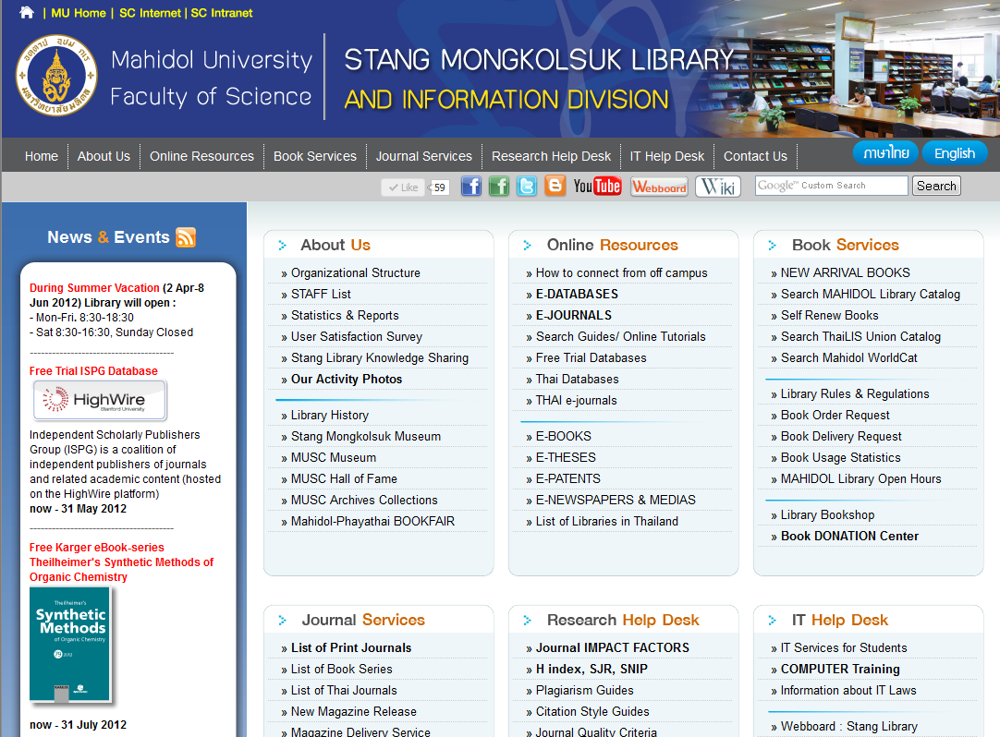 | MU Home | SC Internet | SC Intranet
Mahidol University
Faculty of Science
STANG MONGKOLSUK LIBRARY
AND INFORMATION DIVISION
Home
About Us
Online Resources
Book Services
Journal Services
Research Help Desk
IT Help Desk
Contact Us
ภาษาไทย
English
Like 59
YouTube
Webboard
Wiki
Google™ Custom Search
Search
News & Events
During Summer Vacation (2 Apr-8
Jun 2012) Library will open :
- Mon-Fri. 8:30-18:30
- Sat 8:30-16:30, Sunday Closed
---------------------------------------
Free Trial ISPG Database
HighWire
Stanford University
Independent Scholarly Publishers
Group (ISPG) is a coalition of
independent publishers of journals
and related academic content (hosted
on the HighWire platform)
now - 31 May 2012
---------------------------------------
Free Karger eBook-series
Theilheimer's Synthetic Methods of
Organic Chemistry
Theilheimer's
Synthetic
Methods
of Organic Chemistry
79 2012
KARGER
now - 31 July 2012
About Us
» Organizational Structure
» STAFF List
» Statistics & Reports
» User Satisfaction Survey
» Stang Library Knowledge Sharing
» Our Activity Photos
» Library History
» Stang Mongkolsuk Museum
» MUSC Museum
» MUSC Hall of Fame
» MUSC Archives Collections
» Mahidol-Phayathai BOOKFAIR
Online Resources
» How to connect from off campus
» E-DATABASES
» E-JOURNALS
» Search Guides/ Online Tutorials
» Free Trial Databases
» Thai Databases
» THAI e-journals
» E-BOOKS
» E-THESES
» E-PATENTS
» E-NEWSPAPERS & MEDIAS
» List of Libraries in Thailand
Book Services
» NEW ARRIVAL BOOKS
» Search MAHIDOL Library Catalog
» Self Renew Books
» Search ThaiLIS Union Catalog
» Search Mahidol WorldCat
» Library Rules & Regulations
» Book Order Request
» Book Delivery Request
» Book Usage Statistics
» MAHIDOL Library Open Hours
» Library Bookshop
» Book DONATION Center
Journal Services
» List of Print Journals
» List of Book Series
» List of Thai Journals
» New Magazine Release
» Magazine Delivery Service
Research Help Desk
» Journal IMPACT FACTORS
» H index, SJR, SNIP
» Plagiarism Guides
» Citation Style Guides
» Journal Quality Criteria
IT Help Desk
» IT Services for Students
» COMPUTER Training
» Information about IT Laws
» Webboard : Stang Library